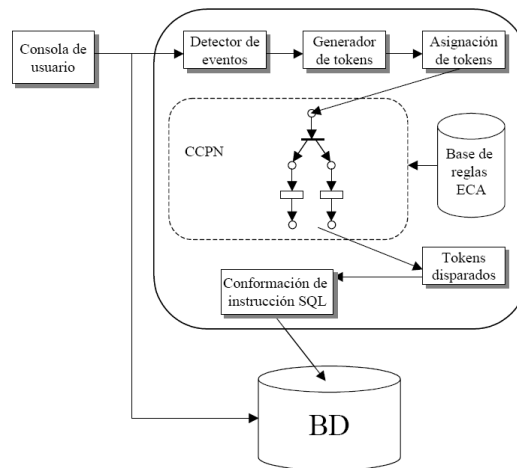 Consola de
usuario
Detector de
eventos
Generador
de tokens
Asignación
de tokens
CCPN
Base de
reglas
ECA
Tokens
disparados
Conformación de
instrucción SQL
BD